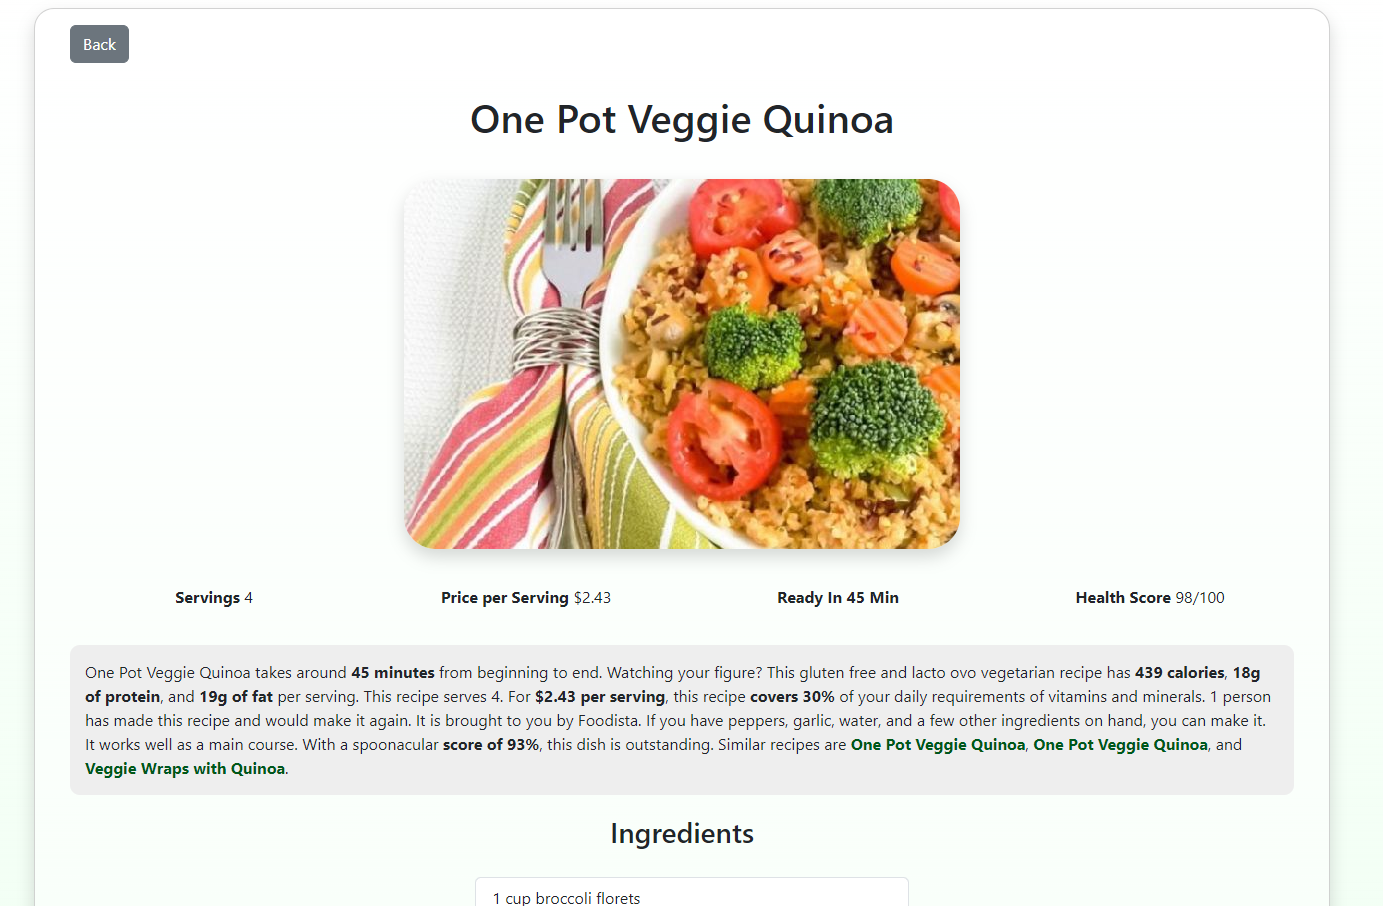 Back
One Pot Veggie Quinoa
Servings 4
Price per Serving $2.43
Ready In 45 Min
Health Score 98/100
One Pot Veggie Quinoa takes around 45 minutes from beginning to end. Watching your figure? This gluten free and lacto ovo vegetarian recipe has 439 calories, 18g
of protein, and 19g of fat per serving. This recipe serves 4. For $2.43 per serving, this recipe covers 30% of your daily requirements of vitamins and minerals. 1 person
has made this recipe and would make it again. It is brought to you by Foodista. If you have peppers, garlic, water, and a few other ingredients on hand, you can make it.
It works well as a main course. With a spoonacular score of 93%, this dish is outstanding. Similar recipes are One Pot Veggie Quinoa, One Pot Veggie Quinoa, and
Veggie Wraps with Quinoa.
Ingredients
1 cup broccoli florets